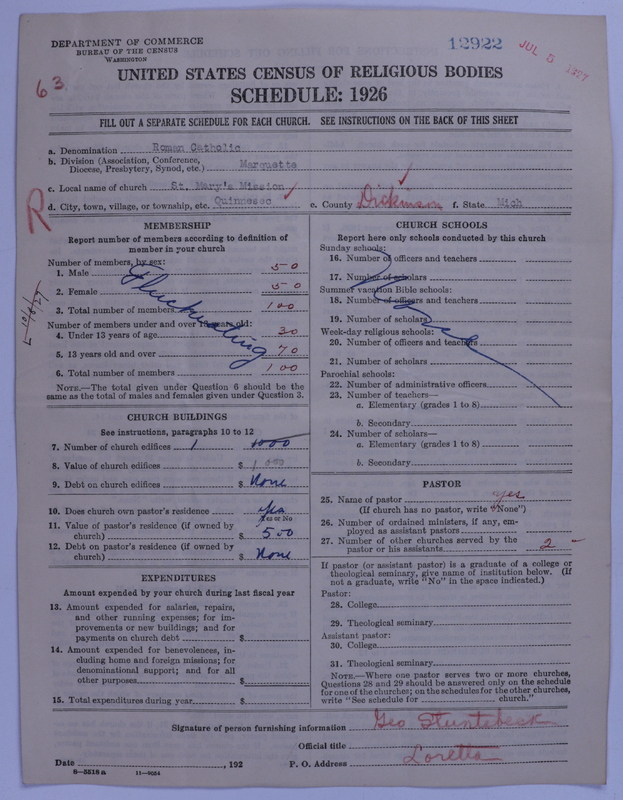 DEPARTMENT OF COMMERCE
BUREAU OF THE CENSUS
WASHINGTON
12922
JUL 5 1927
63
UNITED STATES CENSUS OF RELIGIOUS BODIES
SCHEDULE: 1926
FILL OUT A SEPARATE SCHEDULE FOR EACH CHURCH. SEE INSTRUCTIONS ON THE BACK OF THIS SHEET
a. Denomination Roman Catholic
b. Division (Association, Conference, Diocese, Presbytery, Synod, etc.) Marquette
c. Local name of church St. Mary's Mission
d. City, town, village, or township, etc. Quinnesec e. County Dickinson f. State Mich
R
MEMBERSHIP
Report number of members according to definition of
member in your church
Number of members, by sex:
1. Male 50
2. Female 50
3. Total number of members 100
Number of members under and over 13 years old:
4. Under 13 years of age 30
5. 13 years old and over 70
6. Total number of members 100
NOTE.—The total given under Question 6 should be the
same as the total of males and females given under Question 3.
CHURCH BUILDINGS
See instructions, paragraphs 10 to 12
7. Number of church edifices 1 1000
8. Value of church edifices $ 1000
9. Debt on church edifices $ None
10. Does church own pastor's residence Yes
Yes or No
11. Value of pastor's residence (if owned by
church) $ 500
12. Debt on pastor's residence (if owned by
church) $ None
EXPENDITURES
Amount expended by your church during last fiscal year
13. Amount expended for salaries, repairs,
and other running expenses; for im-
provements or new buildings; and for
payments on church debt $
14. Amount expended for benevolences, in-
cluding home and foreign missions; for
denominational support; and for all
other purposes $
15. Total expenditures during year $
CHURCH SCHOOLS
Report here only schools conducted by this church
Sunday schools:
16. Number of officers and teachers
17. Number of scholars
Summer vacation Bible schools:
18. Number of officers and teachers
19. Number of scholars
Week-day religious schools:
20. Number of officers and teachers
21. Number of scholars
Parochial schools:
22. Number of administrative officers
23. Number of teachers—
a. Elementary (grades 1 to 8)
b. Secondary
24. Number of scholars—
a. Elementary (grades 1 to 8)
b. Secondary
PASTOR
25. Name of pastor yes
(If church has no pastor, write "None")
26. Number of ordained ministers, if any, em-
ployed as assistant pastors
27. Number of other churches served by the
pastor or his assistants 2
If pastor (or assistant pastor) is a graduate of a college or
theological seminary, give name of institution below. (If
not a graduate, write "No" in the space indicated.)
Pastor:
28. College
29. Theological seminary
Assistant pastor:
30. College
31. Theological seminary
NOTE.—Where one pastor serves two or more churches,
Questions 28 and 29 should be answered only on the schedule
for one of the churches; on the schedules for the other churches,
write "See schedule for church."
Signature of person furnishing information Geo Stuntebeck
Official title
Date , 192 P. O. Address Loretto
8—5518 a 11—9054